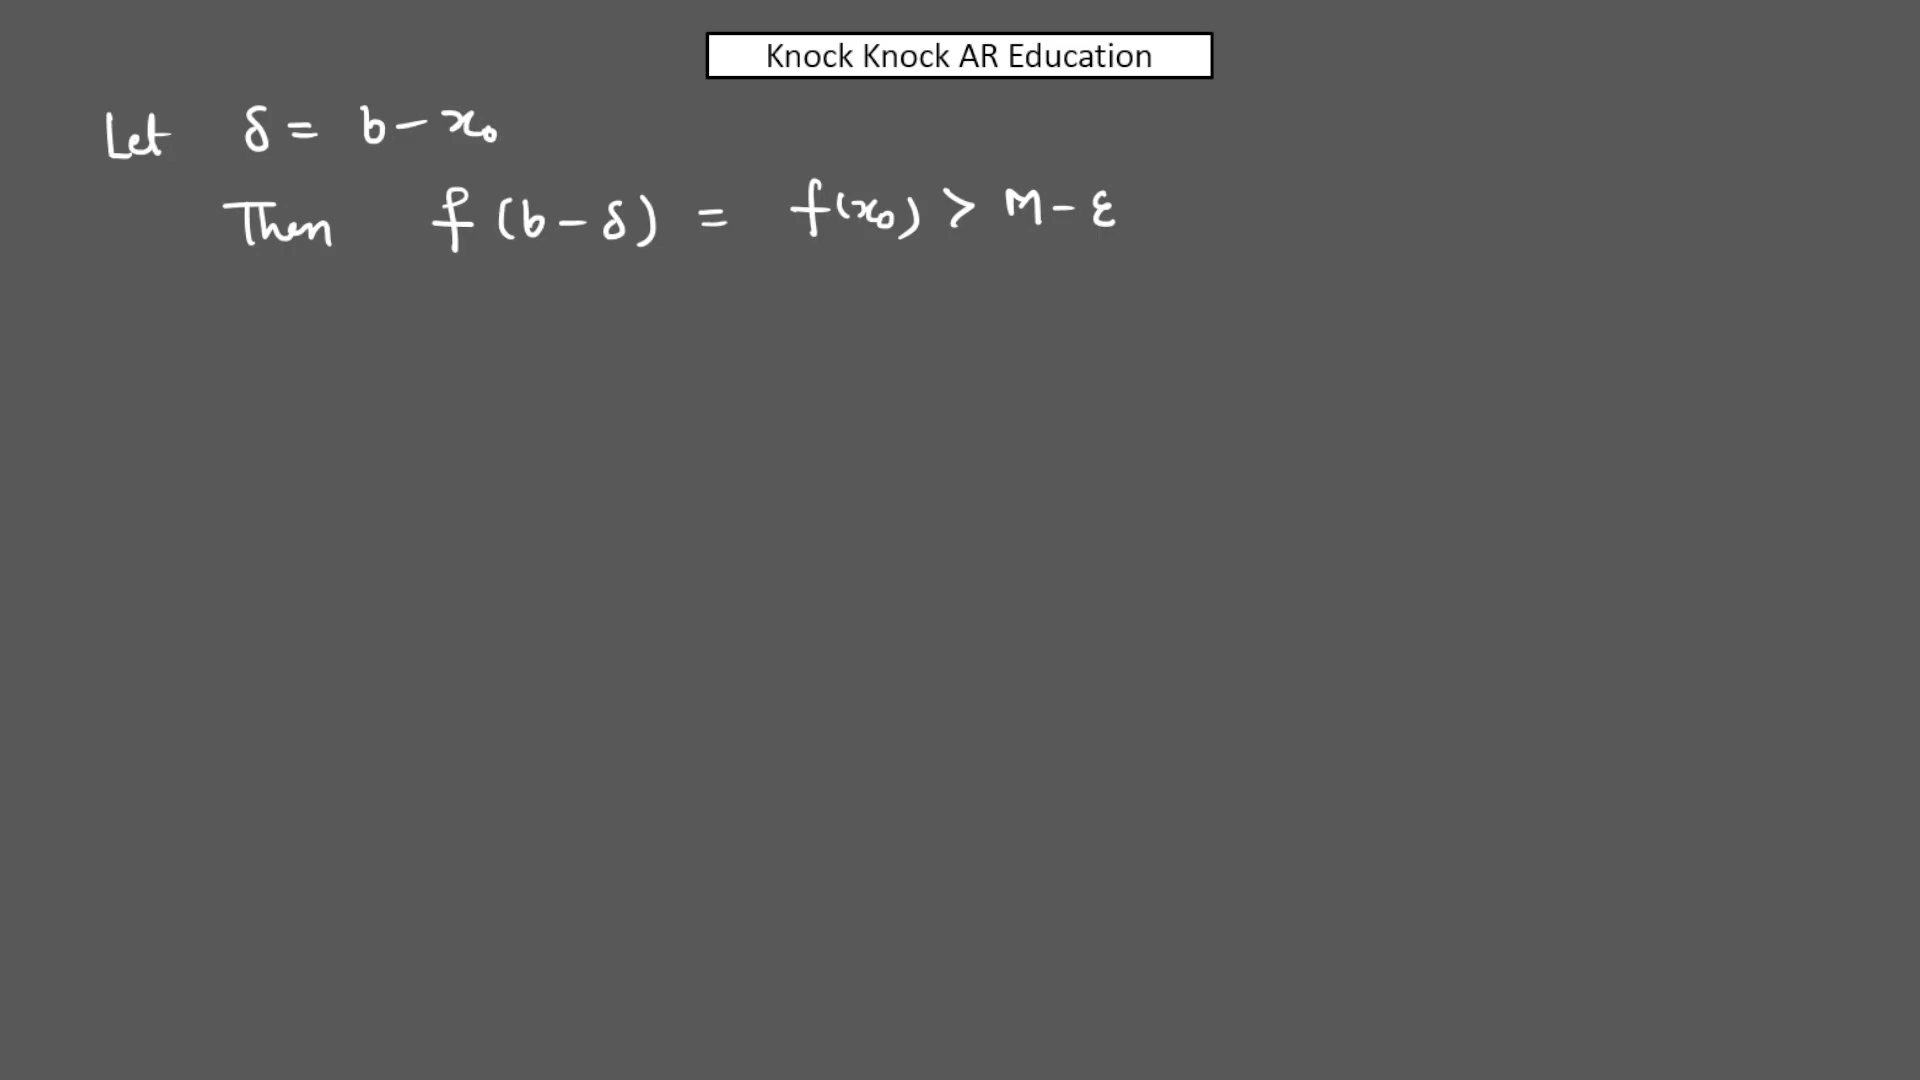 Knock Knock AR Education
Let δ = b - x₀
Then f(b - δ) = f(x₀) > M - ε